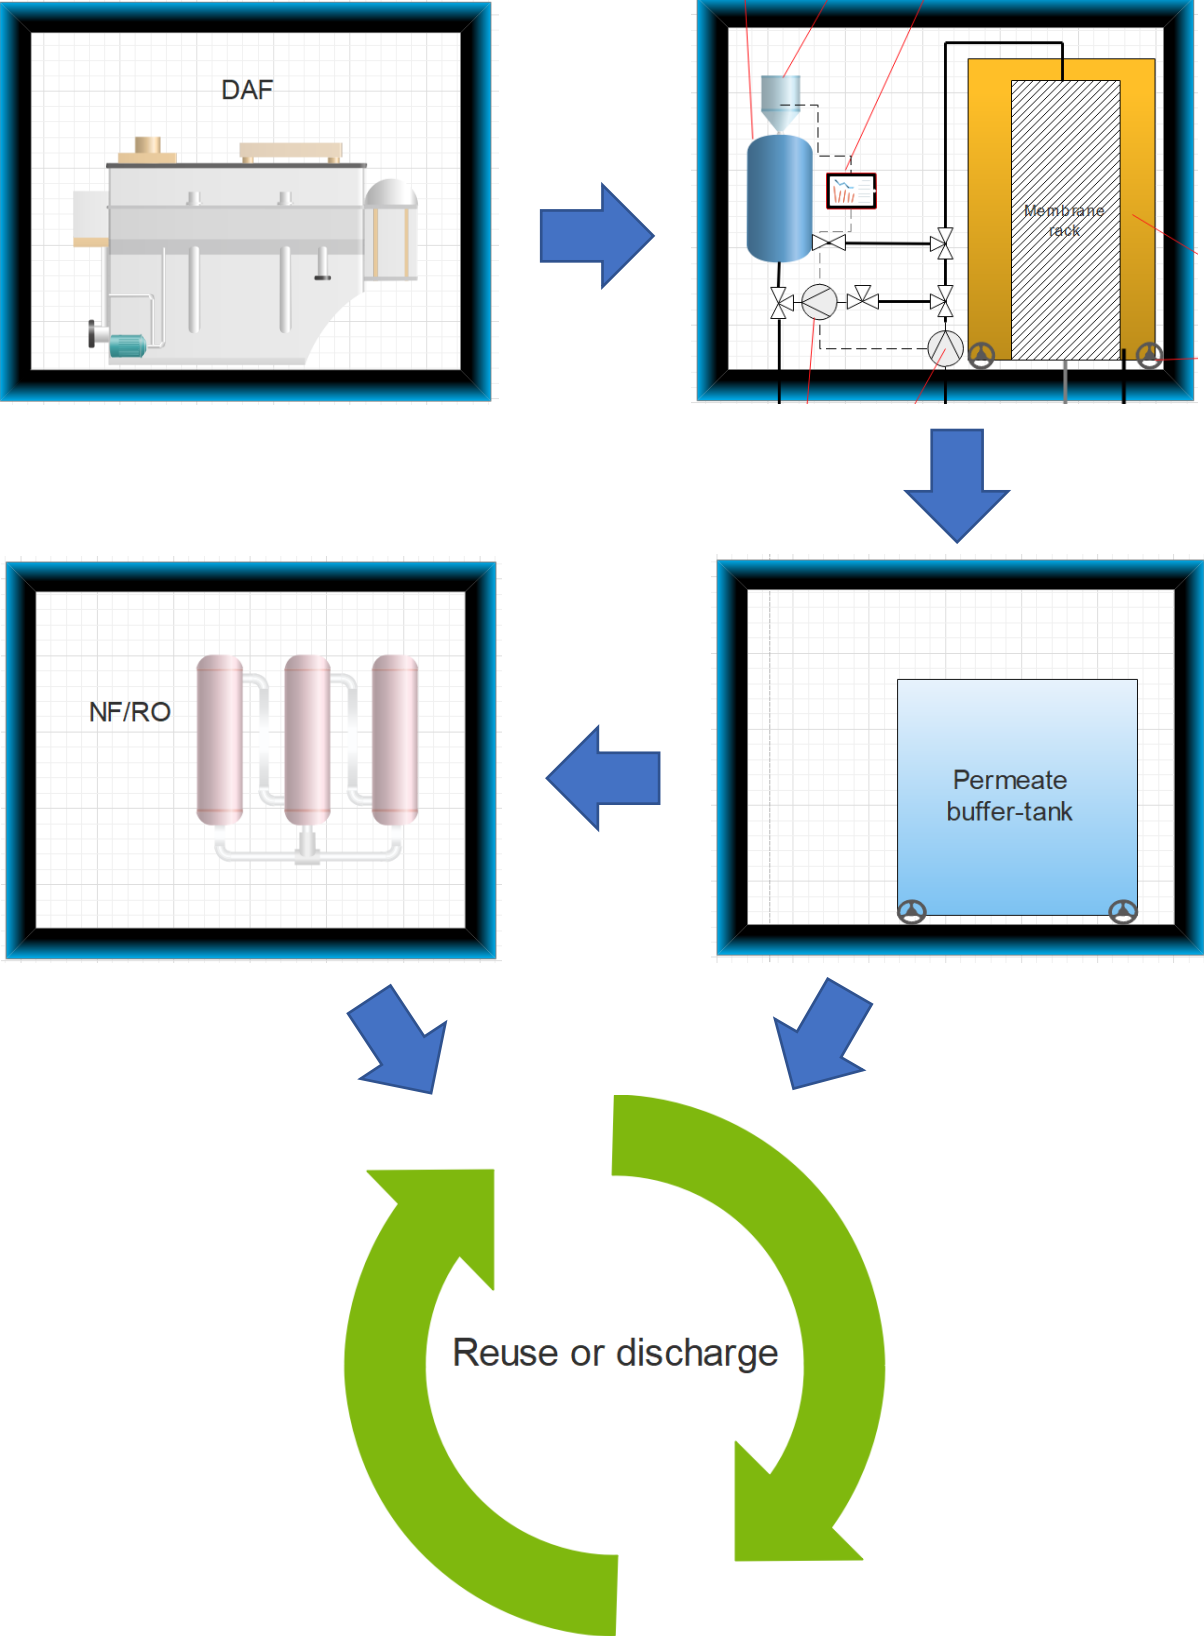 DAF
Membrane
rack
NF/RO
Permeate
buffer-tank
Reuse or discharge